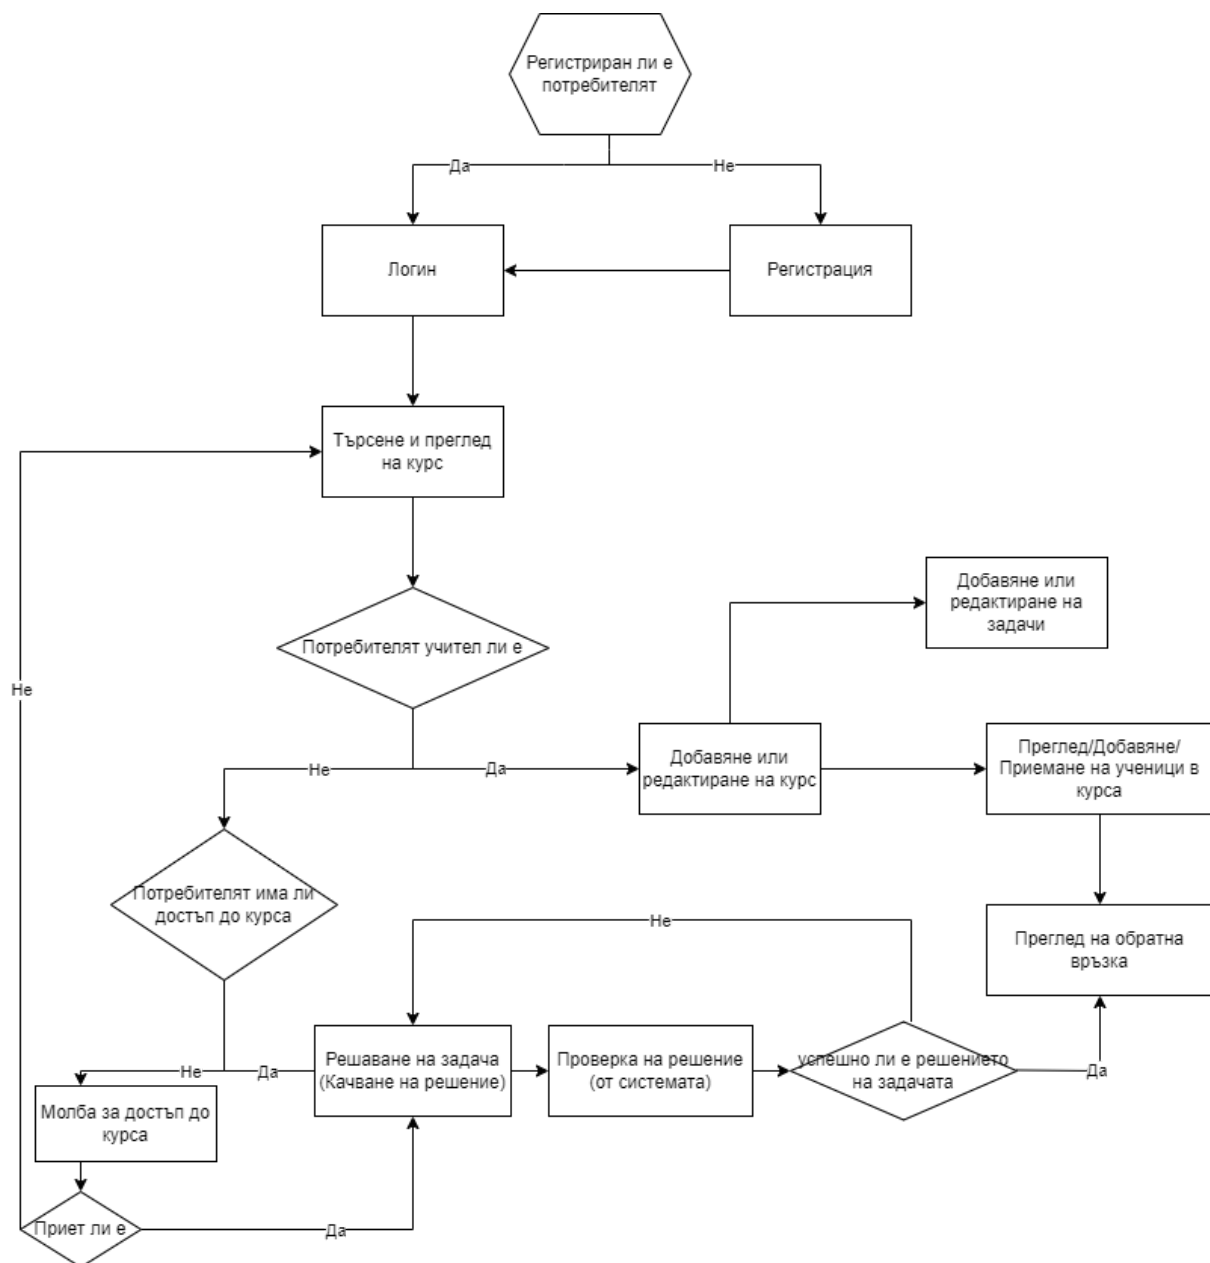 Регистриран ли е
потребителят
Да
Не
Логин
Регистрация
Търсене и преглед
на курс
Добавяне или
редактиране на
задачи
Потребителят учител ли е
Не
Не
Да
Добавяне или
редактиране на курс
Преглед/Добавяне/
Приемане на ученици в
курса
Потребителят има ли
достъп до курса
Не
Преглед на обратна
връзка
Не
Да
Решаване на задача
(Качване на решение)
Проверка на решение
(от системата)
успешно ли е решението
на задачата
Да
Молба за достъп до
курса
Приет ли е
Да